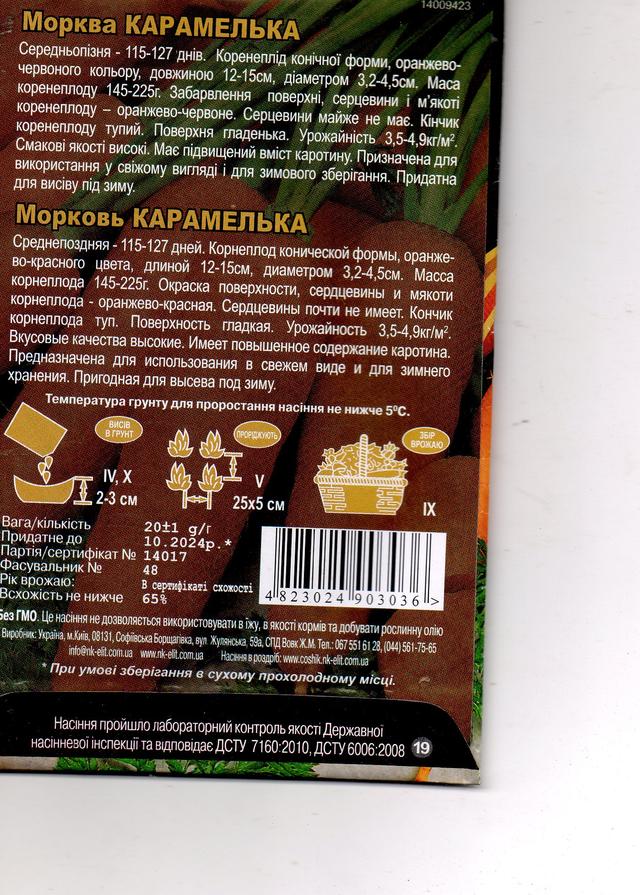 14009423
Морква КАРАМЕЛЬКА
Середньопізня - 115-127 днів. Коренеплід конічної форми, оранжево-
червоного кольору, довжиною 12-15см, діаметром 3,2-4,5см. Маса
коренеплоду 145-225г. Забарвлення поверхні, серцевини і м'якоті
коренеплоду – оранжево-червоне. Серцевини майже не має. Кінчик
коренеплоду тупий. Поверхня гладенька. Урожайність 3,5-4,9кг/м².
Смакові якості високі. Має підвищений вміст каротину. Призначена для
використання у свіжому вигляді і для зимового зберігання. Придатна
для висіву під зиму.
Морковь КАРАМЕЛЬКА
Среднепоздняя - 115-127 дней. Корнеплод конической формы, оранже-
во-красного цвета, длиной 12-15см, диаметром 3,2-4,5см. Масса
корнеплода 145-225г. Окраска поверхности, сердцевины и мякоти
корнеплода - оранжево-красная. Сердцевины почти не имеет. Кончик
корнеплода туп. Поверхность гладкая. Урожайность 3,5-4,9кг/м².
Вкусовые качества высокие. Имеет повышенное содержание каротина.
Предназначена для использования в свежем виде и для зимнего
хранения. Пригодная для высева под зиму.
Температура грунту для проростання насіння не нижче 5⁰С.
ВИСІВ
В ҐРУНТ
ПРОРІДЖУЮТЬ
ЗБІР
ВРОЖАЮ
IV, X
2-3 см
V
25х5 см
IX
Вага/кількість 20±1 g/г
Придатне до 10.2024р.*
Партія/сертифікат № 14017
Фасувальник № 48
Рік врожаю: В сертифікаті схожості
Всхожість не нижче 65%
4 823024 903036 >
Без ГМО. Це насіння не дозволяється використовувати в їжу, в якості кормів та добувати рослинну олію
Виробник: Україна, м.Київ, 08131, Софіївська Борщагівка, вул. Жулянська, 59а, СПД Вовк Ж.М. Тел.: 067 551 61 28, (044) 561-75-65
info@nk-elit.com.ua www.nk-elit.com.ua Насіння в роздріб: www.coshik.nk-elit.com.ua
* При умові зберігання в сухому прохолодному місці.
Насіння пройшло лабораторний контроль якості Державної
насінневої інспекції та відповідає ДСТУ 7160:2010, ДСТУ 6006:2008 19